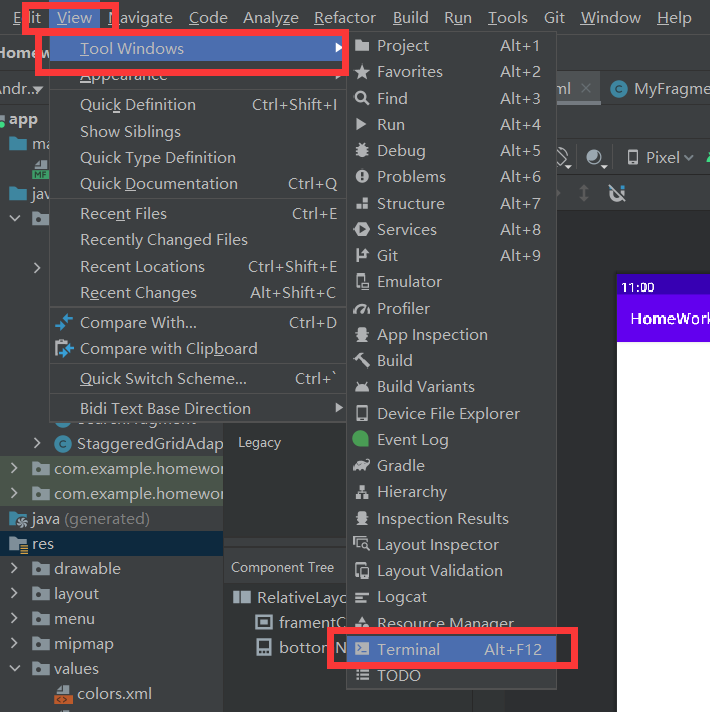 Edit View Navigate Code Analyze Refactor Build Run Tools Git Window Help
Tool Windows
Appearance
Quick Definition Ctrl+Shift+I
Show Siblings
Quick Type Definition
Quick Documentation Ctrl+Q
Recent Files Ctrl+E
Recently Changed Files
Recent Locations Ctrl+Shift+E
Recent Changes Alt+Shift+C
Compare With... Ctrl+D
Compare with Clipboard
Quick Switch Scheme... Ctrl+`
Bidi Text Base Direction
Project Alt+1
Favorites Alt+2
Find Alt+3
Run Alt+4
Debug Alt+5
Problems Alt+6
Structure Alt+7
Services Alt+8
Git Alt+9
Emulator
Profiler
App Inspection
Build
Build Variants
Device File Explorer
Event Log
Gradle
Hierarchy
Inspection Results
Layout Inspector
Layout Validation
Logcat
Resource Manager
Terminal Alt+F12
TODO
Homew
Andr..
app
ma
MF
jav
StaggeredGridAdap
com.example.homewor
com.example.homewor
java (generated)
res
drawable
layout
menu
mipmap
values
colors.xml
Legacy
Component Tree
RelativeLayo
framentC
bottor N
ml
MyFragme
Pixel
11:00
HomeWork